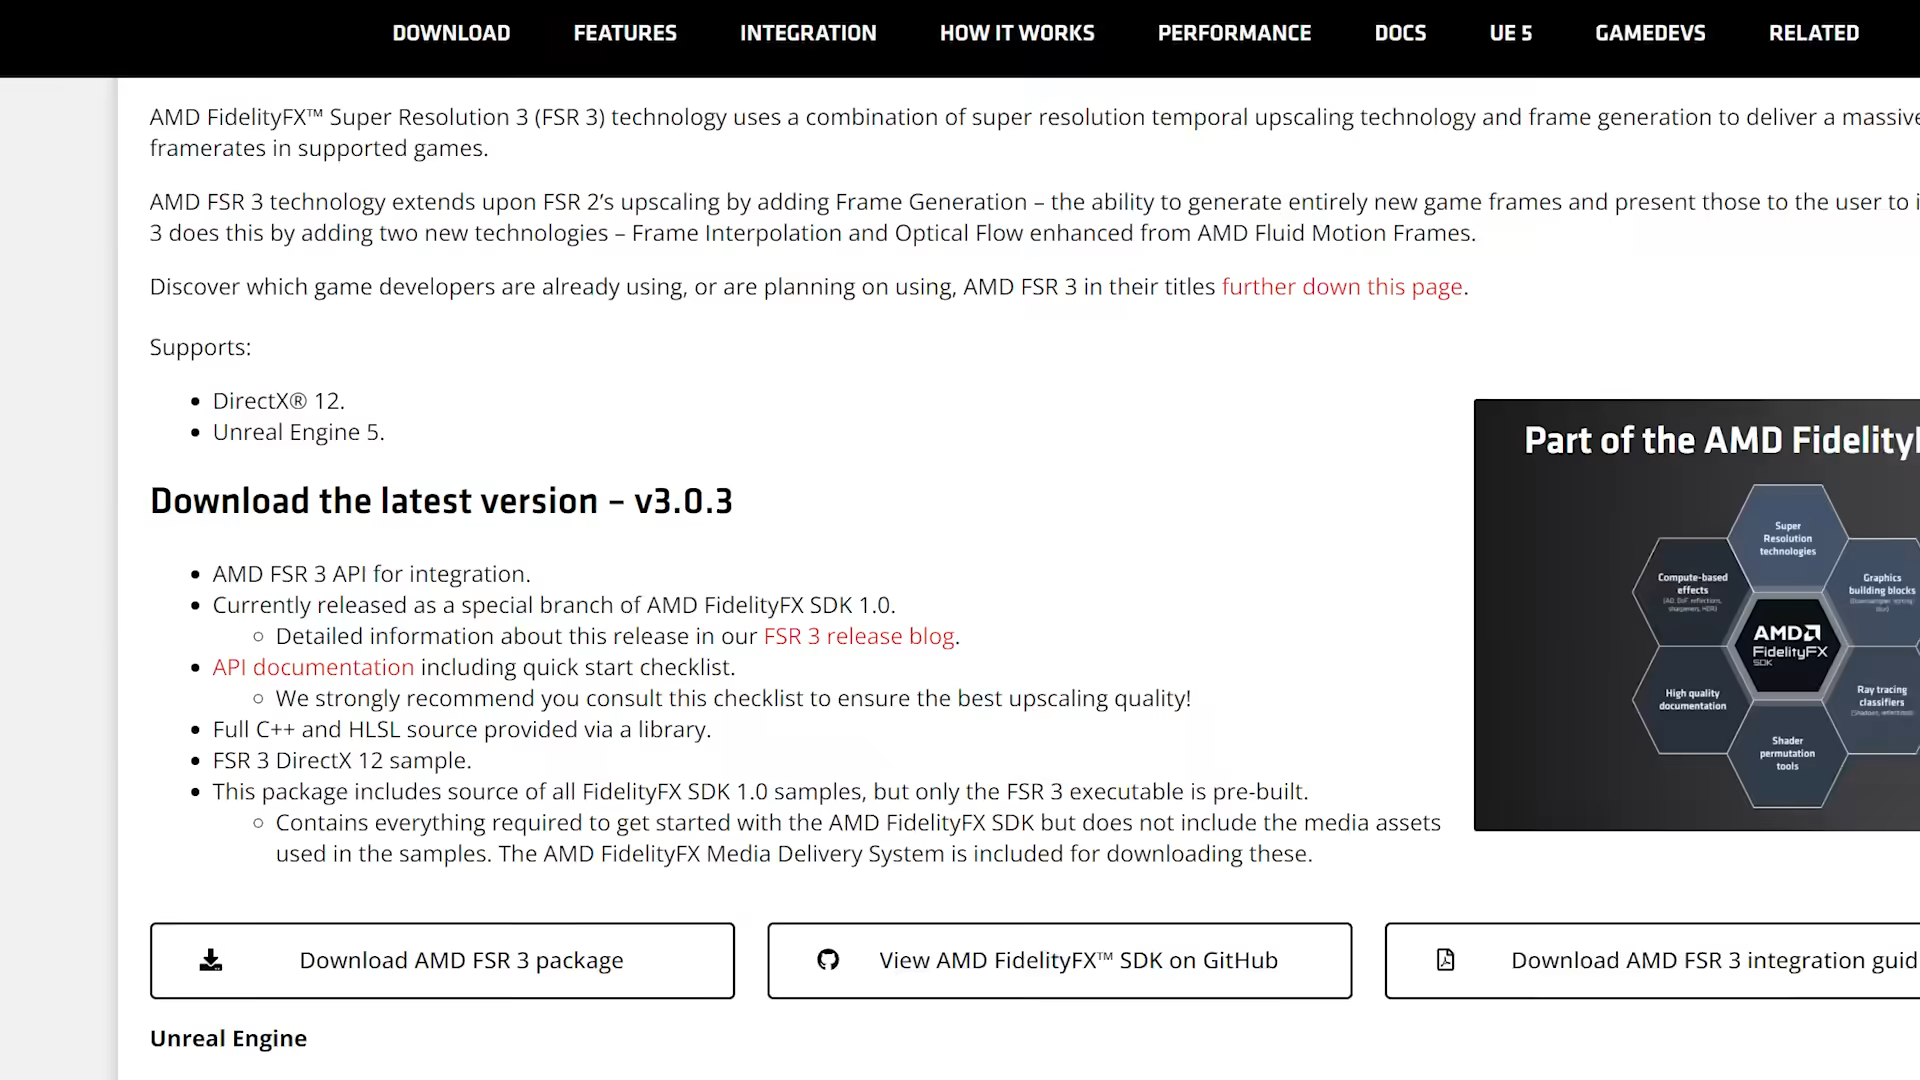 DOWNLOAD FEATURES INTEGRATION HOW IT WORKS PERFORMANCE DOCS UE 5 GAMEDEVS RELATED
AMD FidelityFX™ Super Resolution 3 (FSR 3) technology uses a combination of super resolution temporal upscaling technology and frame generation to deliver a massive
framerates in supported games.
AMD FSR 3 technology extends upon FSR 2’s upscaling by adding Frame Generation – the ability to generate entirely new game frames and present those to the user to i
3 does this by adding two new technologies – Frame Interpolation and Optical Flow enhanced from AMD Fluid Motion Frames.
Discover which game developers are already using, or are planning on using, AMD FSR 3 in their titles further down this page.
Supports:
• DirectX® 12.
• Unreal Engine 5.
Download the latest version – v3.0.3
• AMD FSR 3 API for integration.
• Currently released as a special branch of AMD FidelityFX SDK 1.0.
○ Detailed information about this release in our FSR 3 release blog.
• API documentation including quick start checklist.
○ We strongly recommend you consult this checklist to ensure the best upscaling quality!
• Full C++ and HLSL source provided via a library.
• FSR 3 DirectX 12 sample.
• This package includes source of all FidelityFX SDK 1.0 samples, but only the FSR 3 executable is pre-built.
○ Contains everything required to get started with the AMD FidelityFX SDK but does not include the media assets
used in the samples. The AMD FidelityFX Media Delivery System is included for downloading these.
Part of the AMD Fidelity
Super
Resolution
technologies
Compute-based
effects
Graphics
building blocks
AMD
FidelityFX
SDK
High quality
documentation
Ray tracing
classifiers
Shader
permutation
tools
Download AMD FSR 3 package
View AMD FidelityFX™ SDK on GitHub
Download AMD FSR 3 integration guid
Unreal Engine